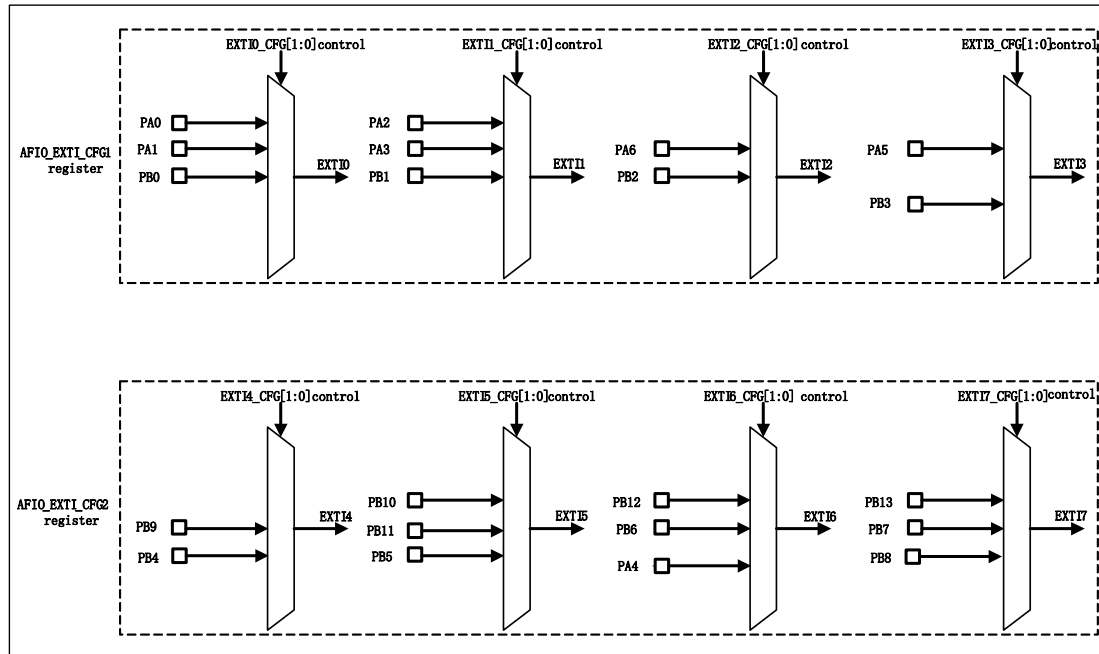 EXTI0_CFG[1:0]control
EXTI1_CFG[1:0]control
EXTI2_CFG[1:0]control
EXTI3_CFG[1:0]control
AFIO_EXTI_CFG1
register
PA0
PA1
PB0
EXTI0
PA2
PA3
PB1
EXTI1
PA6
PB2
EXTI2
PA5
PB3
EXTI3
EXTI4_CFG[1:0]control
EXTI5_CFG[1:0]control
EXTI6_CFG[1:0] control
EXTI7_CFG[1:0]control
AFIO_EXTI_CFG2
register
PB9
PB4
EXTI4
PB10
PB11
PB5
EXTI5
PB12
PB6
PA4
EXTI6
PB13
PB7
PB8
EXTI7